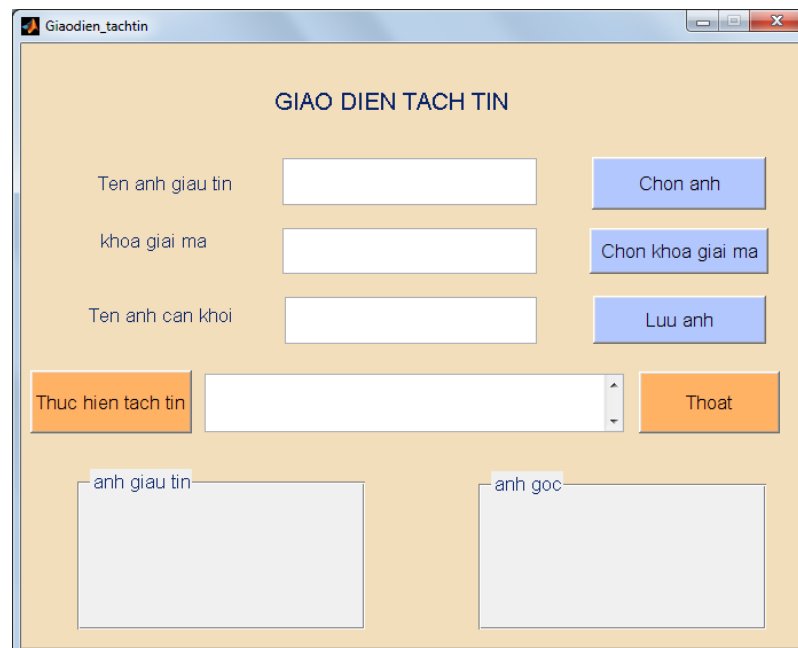 Giaodien_tachtin
GIAO DIEN TACH TIN
Ten anh giau tin
Chon anh
khoa giai ma
Chon khoa giai ma
Ten anh can khoi
Luu anh
Thuc hien tach tin
Thoat
anh giau tin
anh goc